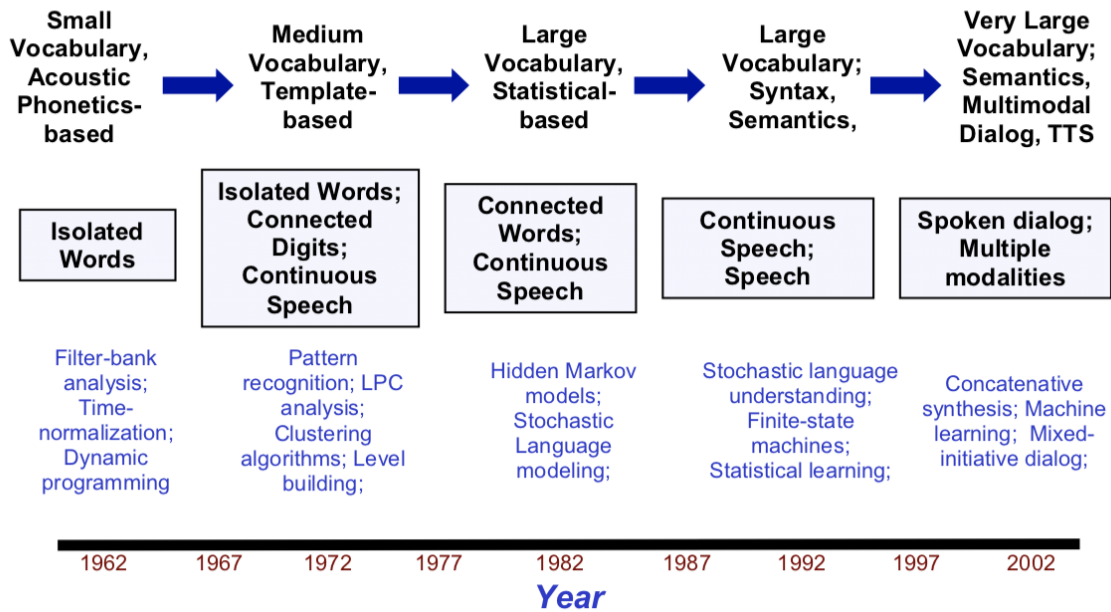 Small
Vocabulary,
Acoustic
Phonetics-
based
Medium
Vocabulary,
Template-
based
Large
Vocabulary,
Statistical-
based
Large
Vocabulary;
Syntax,
Semantics,
Very Large
Vocabulary;
Semantics,
Multimodal
Dialog, TTS
Isolated
Words
Isolated Words;
Connected
Digits;
Continuous
Speech
Connected
Words;
Continuous
Speech
Continuous
Speech;
Speech
Spoken dialog;
Multiple
modalities
Filter-bank
analysis;
Time-
normalization;
Dynamic
programming
Pattern
recognition; LPC
analysis;
Clustering
algorithms; Level
building;
Hidden Markov
models;
Stochastic
Language
modeling;
Stochastic language
understanding;
Finite-state
machines;
Statistical learning;
Concatenative
synthesis; Machine
learning; Mixed-
initiative dialog;
1962 1967 1972 1977 1982 1987 1992 1997 2002
Year